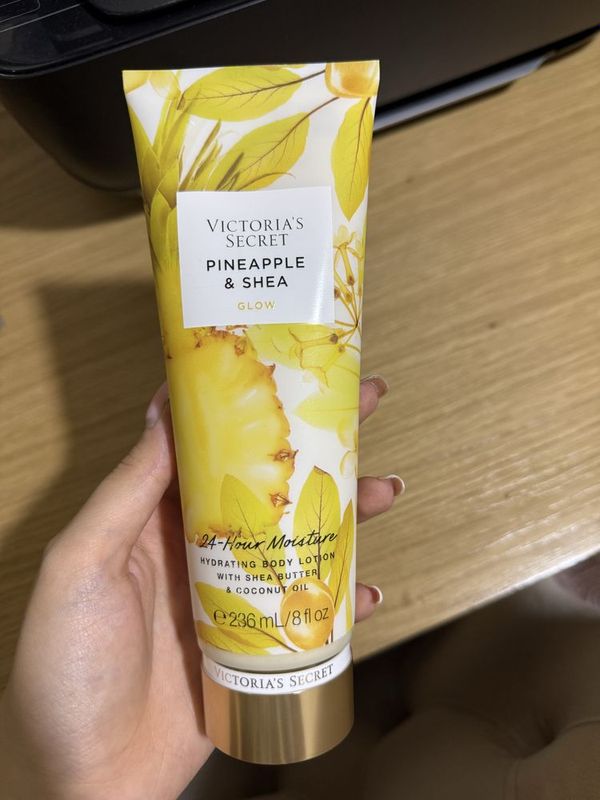 VICTORIA'S
SECRET
PINEAPPLE
& SHEA
GLOW
24-Hour Moisture
HYDRATING BODY LOTION
WITH SHEA BUTTER
& COCONUT OIL
℮ 236 mL/8 fl oz
VICTORIA'S SECRET